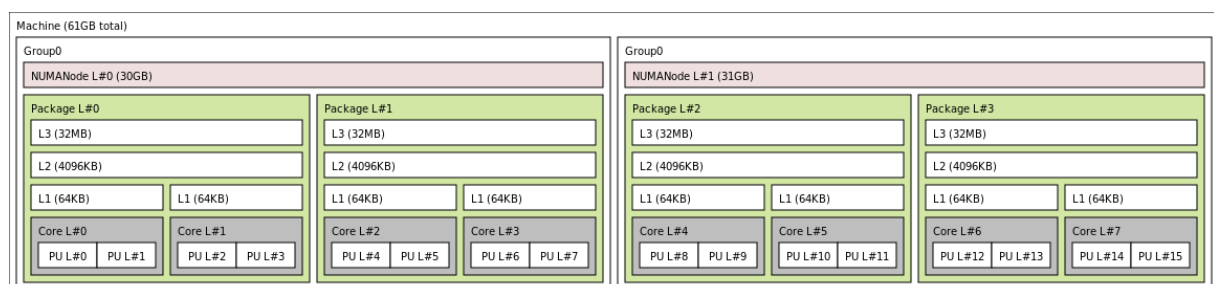 Machine (61GB total)
Group0
NUMANode L#0 (30GB)
Package L#0
L3 (32MB)
L2 (4096KB)
L1 (64KB)
L1 (64KB)
Core L#0
PU L#0
PU L#1
Core L#1
PU L#2
PU L#3
Package L#1
L3 (32MB)
L2 (4096KB)
L1 (64KB)
L1 (64KB)
Core L#2
PU L#4
PU L#5
Core L#3
PU L#6
PU L#7
Group0
NUMANode L#1 (31GB)
Package L#2
L3 (32MB)
L2 (4096KB)
L1 (64KB)
L1 (64KB)
Core L#4
PU L#8
PU L#9
Core L#5
PU L#10
PU L#11
Package L#3
L3 (32MB)
L2 (4096KB)
L1 (64KB)
L1 (64KB)
Core L#6
PU L#12
PU L#13
Core L#7
PU L#14
PU L#15